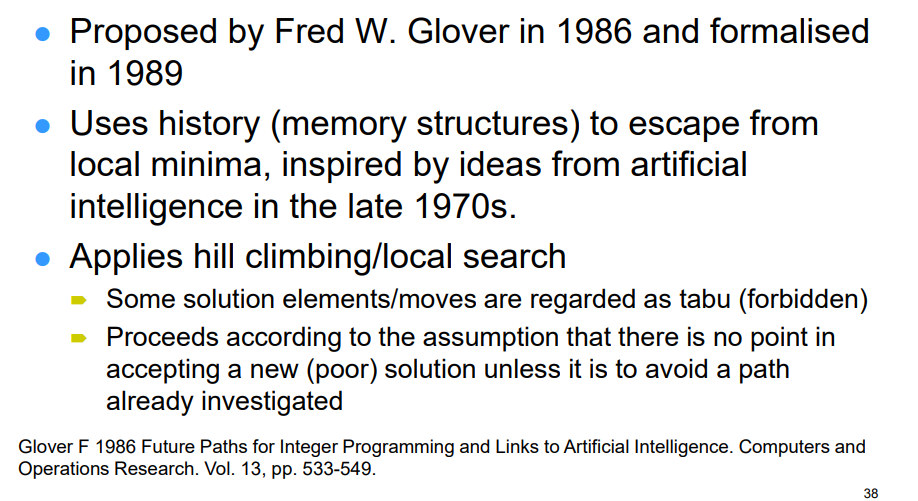 Proposed by Fred W. Glover in 1986 and formalised
in 1989
Uses history (memory structures) to escape from
local minima, inspired by ideas from artificial
intelligence in the late 1970s.
Applies hill climbing/local search
Some solution elements/moves are regarded as tabu (forbidden)
Proceeds according to the assumption that there is no point in
accepting a new (poor) solution unless it is to avoid a path
already investigated
Glover F 1986 Future Paths for Integer Programming and Links to Artificial Intelligence. Computers and
Operations Research. Vol. 13, pp. 533-549.
38